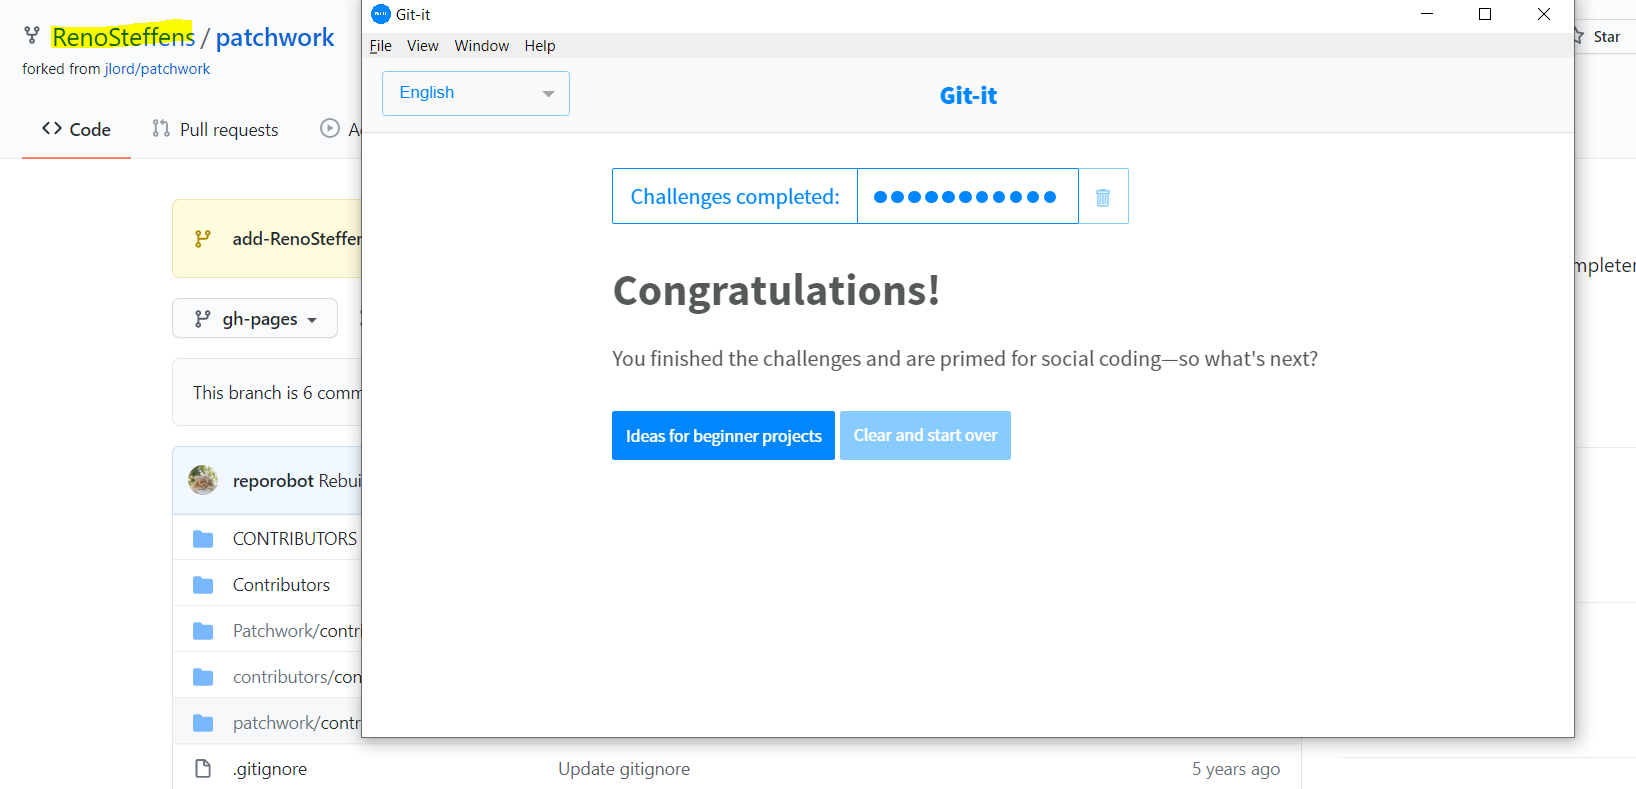 RenoSteffens / patchwork
forked from jlord/patchwork
Code
Pull requests
add-RenoSteffen
gh-pages
This branch is 6 comm
reporobot Rebui
CONTRIBUTORS
Contributors
Patchwork/contri
contributors/con
patchwork/contr
.gitignore
Update gitignore
5 years ago
Git-it
File View Window Help
English
Git-it
Challenges completed:
Congratulations!
You finished the challenges and are primed for social coding—so what's next?
Ideas for beginner projects
Clear and start over
Star